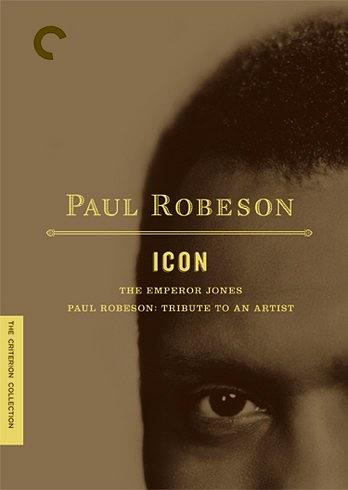 PAUL ROBESON
ICON
THE EMPEROR JONES
PAUL ROBESON: TRIBUTE TO AN ARTIST
THE CRITERION COLLECTION